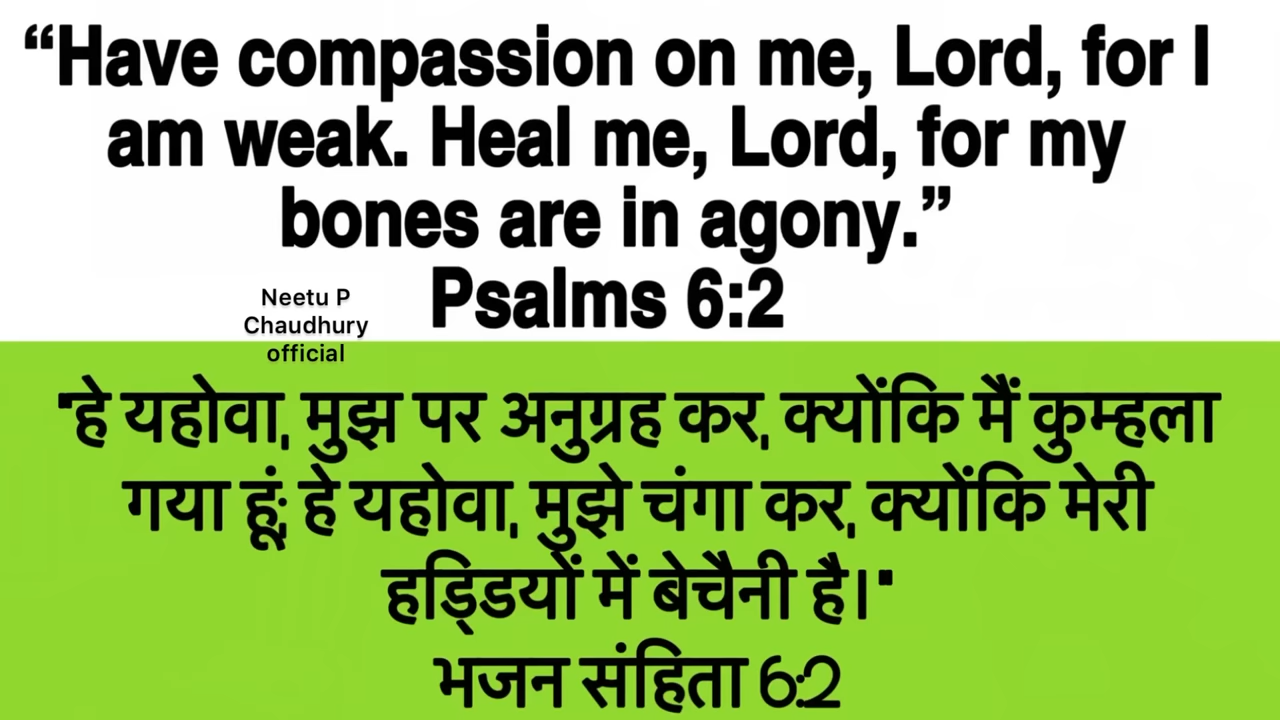 “Have compassion on me, Lord, for I
am weak. Heal me, Lord, for my
bones are in agony.”
Psalms 6:2
Neetu P
Chaudhury
official
"हे यहोवा, मुझ पर अनुग्रह कर, क्योंकि मैं कुम्हला
गया हूं; हे यहोवा, मुझे चंगा कर, क्योंकि मेरी
हडि्डयों में बेचैनी है।"
भजन संहिता 6:2